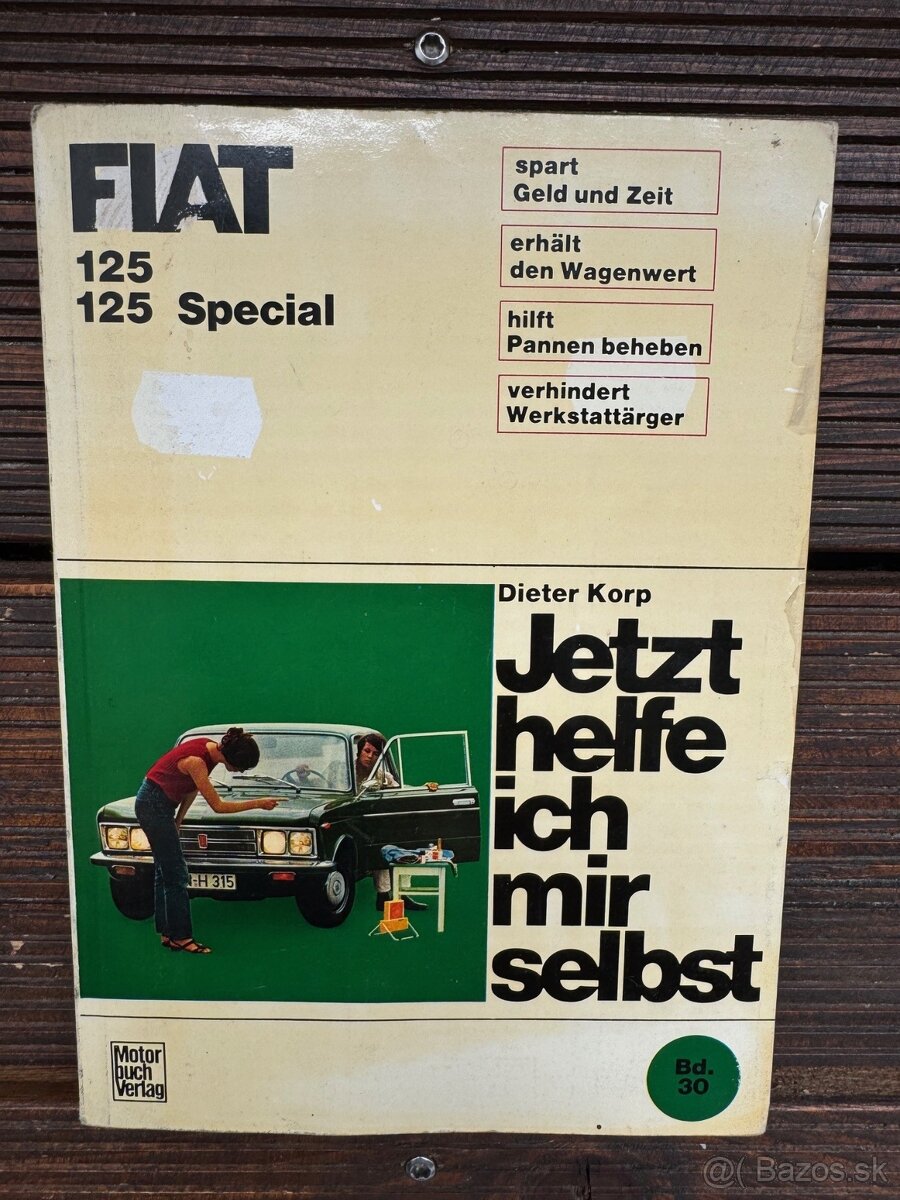 FIAT
125
125 Special
spart
Geld und Zeit
erhält
den Wagenwert
hilft
Pannen beheben
verhindert
Werkstattärger
Dieter Korp
Jetzt
helfe
ich
mir
selbst
-H 315
Motor
buch
Verlag
Bd.
30
@( Bazos.sk